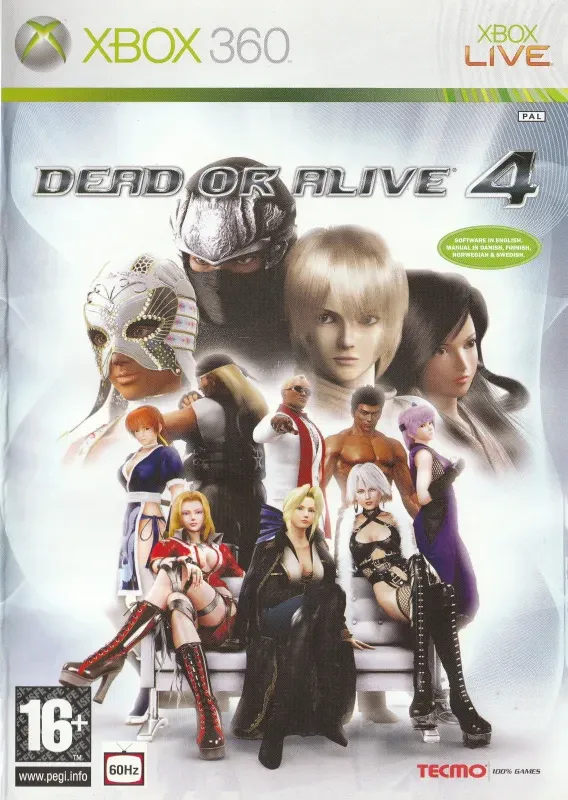 XBOX 360
XBOX
LIVE
PAL
DEAD OR ALIVE 4
SOFTWARE IN ENGLISH.
MANUAL IN DANISH, FINNISH,
NORWEGIAN & SWEDISH.
16+
™
www.pegi.info
60Hz
TECMO 100% GAMES